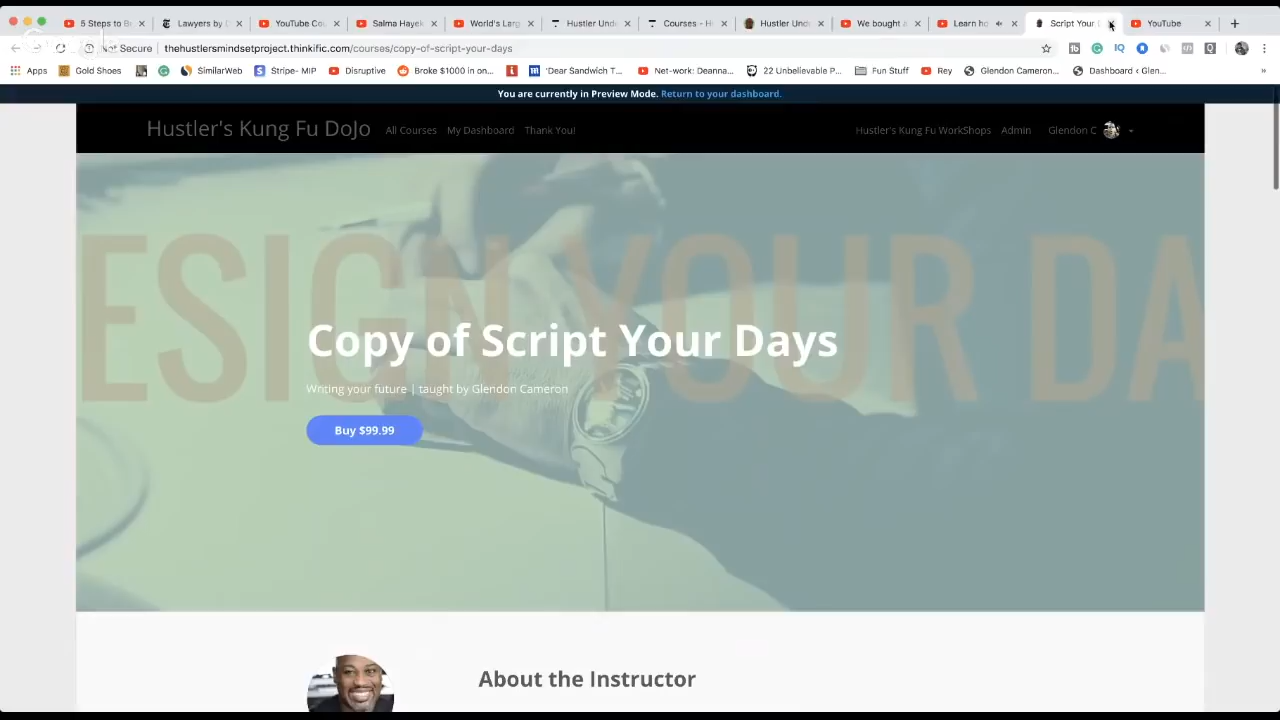 5 Steps to B
Lawyers by D
YouTube Cou
Salma Hayek
World's Larg
Hustler Unde
Courses - H
Hustler Und
We bought a
Learn ho
Script Your
YouTube
Not Secure
thehustlersmindsetproject.thinkific.com/courses/copy-of-script-your-days
Apps
Gold Shoes
SimilarWeb
Stripe- MIP
Disruptive
Broke $1000 in on...
'Dear Sandwich T...
Net-work: Deanna...
22 Unbelievable P...
Fun Stuff
Rey
Glendon Cameron...
Dashboard ‹ Glen...
»
You are currently in Preview Mode. Return to your dashboard.
Hustler's Kung Fu DoJo
All Courses
My Dashboard
Thank You!
Hustler's Kung Fu WorkShops
Admin
Glendon C
ESIGN YOUR DA
Copy of Script Your Days
Writing your future | taught by Glendon Cameron
Buy $99.99
About the Instructor